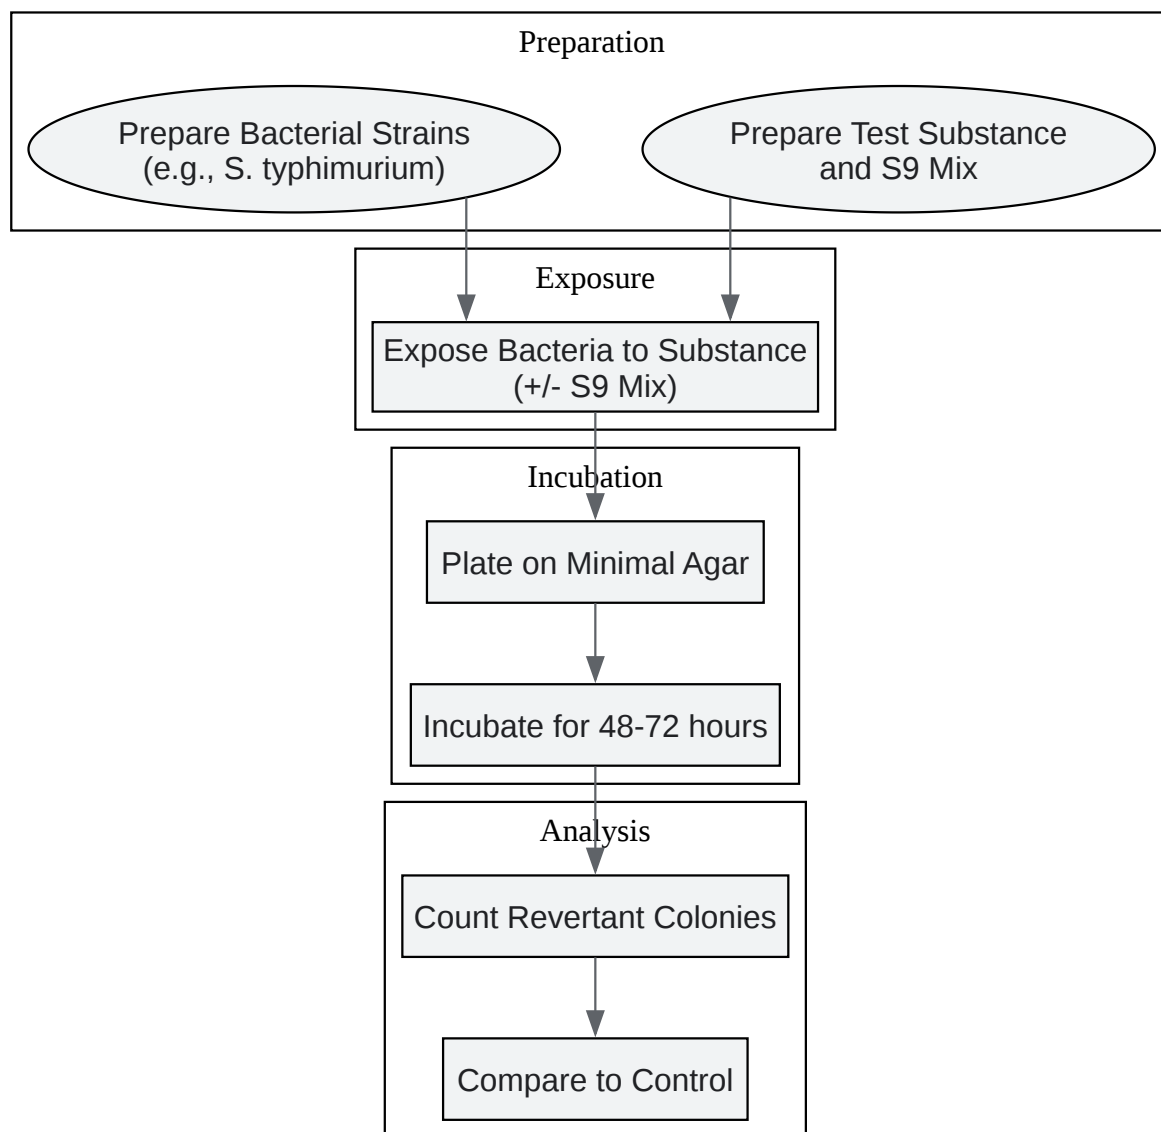 Preparation
Prepare Bacterial Strains
(e.g., S. typhimurium)
Prepare Test Substance
and S9 Mix
Exposure
Expose Bacteria to Substance
(+/- S9 Mix)
Incubation
Plate on Minimal Agar
Incubate for 48-72 hours
Analysis
Count Revertant Colonies
Compare to Control